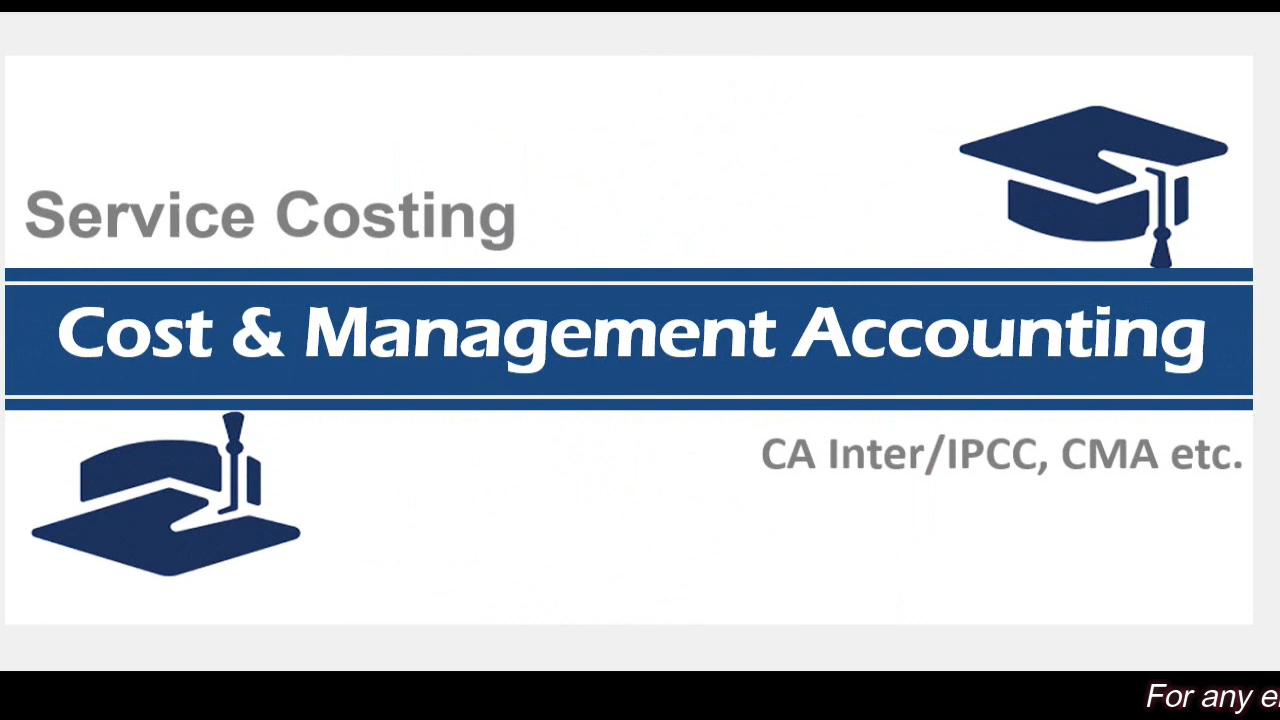 Service Costing
Cost & Management Accounting
CA Inter/IPCC, CMA etc.
For any